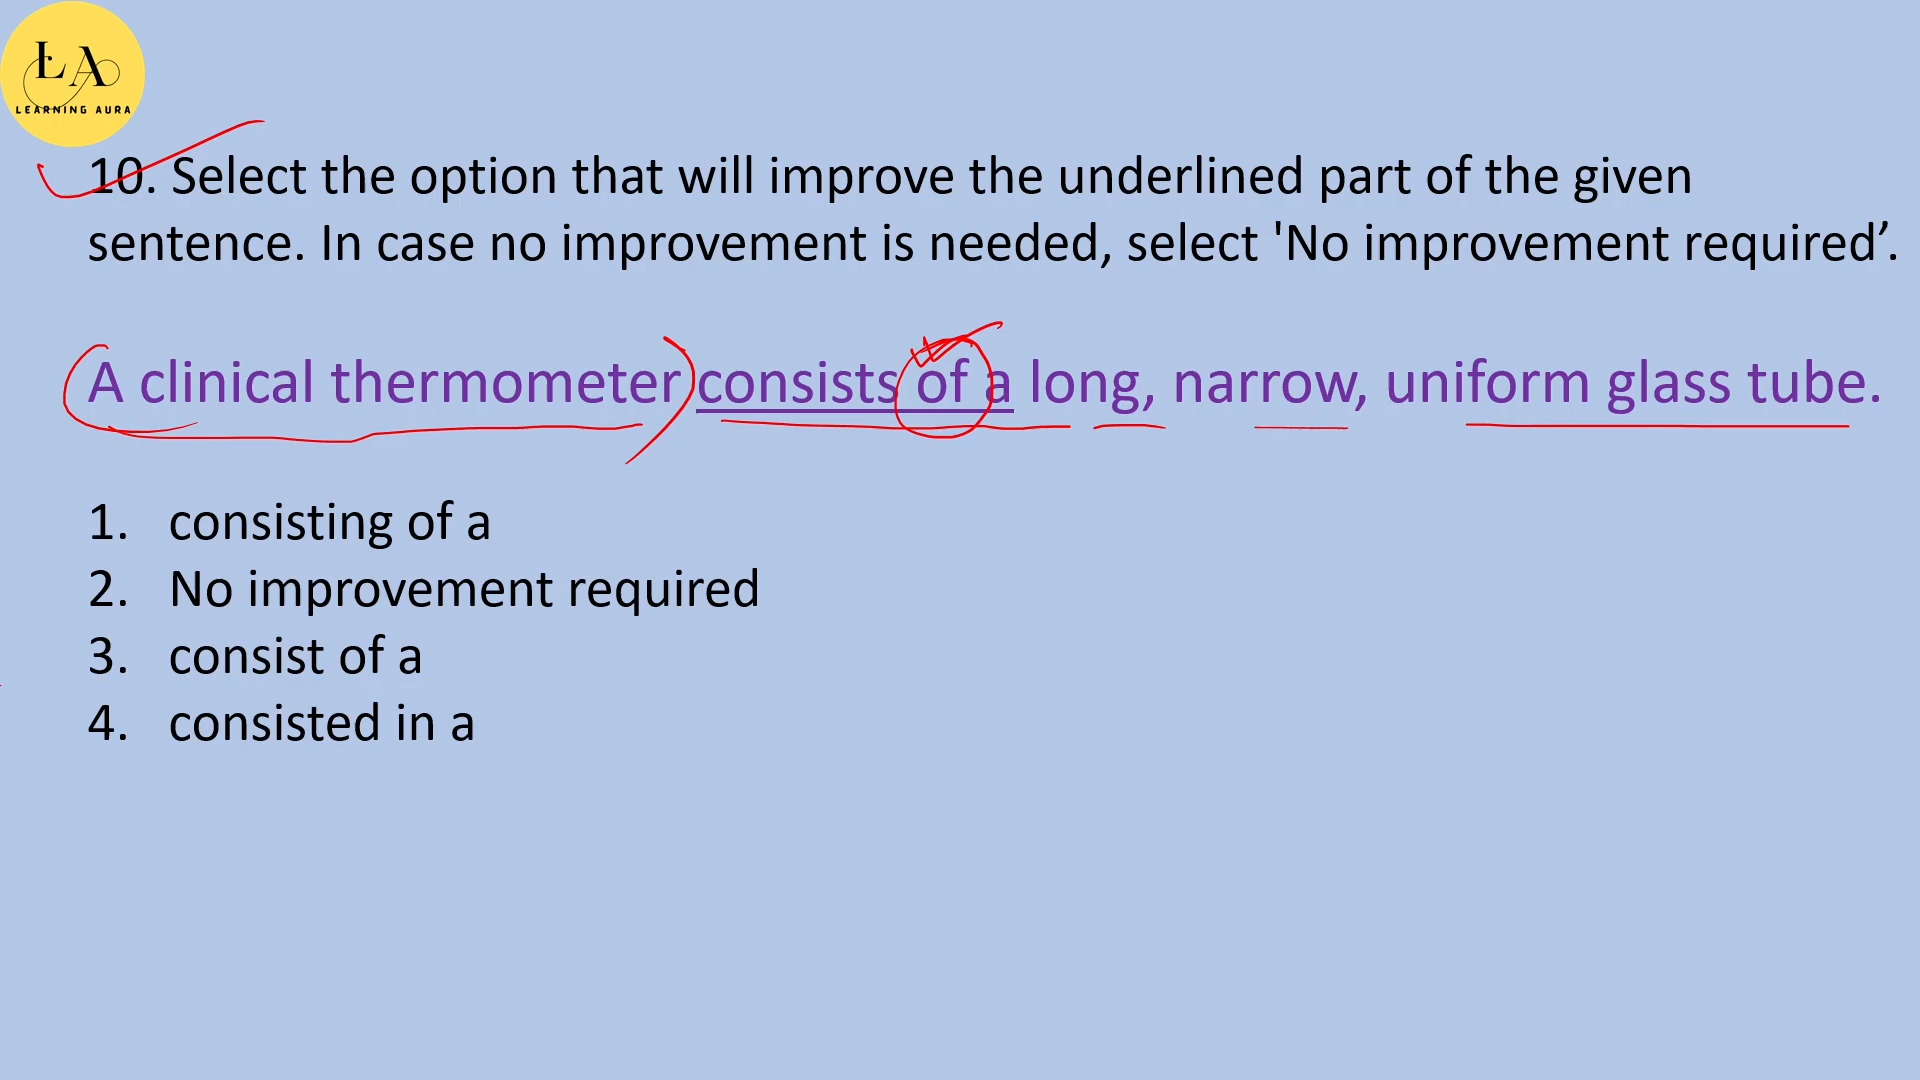 LA
LEARNING AURA
10. Select the option that will improve the underlined part of the given
sentence. In case no improvement is needed, select 'No improvement required’.
A clinical thermometer consists of a long, narrow, uniform glass tube.
1. consisting of a
2. No improvement required
3. consist of a
4. consisted in a